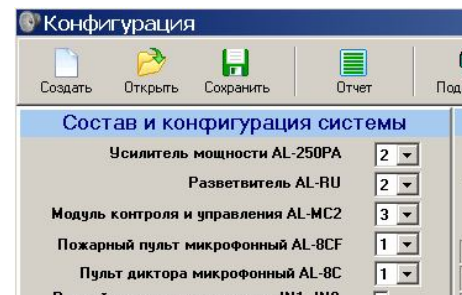 Конфигурация
Создать Открыть Сохранить Отчет
Состав и конфигурация системы
Усилитель мощности AL-250PA 2
Разветвитель AL-RU 2
Модуль контроля и управления AL-MC2 3
Пожарный пульт микрофонный AL-8CF 1
Пульт диктора микрофонный AL-8C 1